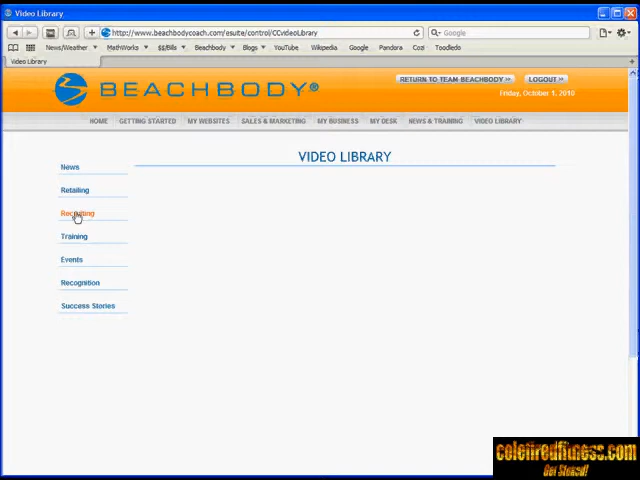 Video Library
http://www.beachbodycoach.com/esuite/control/CCvideoLibrary
Google
News/Weather MathWorks $$/Bills Beachbody Blogs YouTube Wikipedia Google Pandora Cozi Toodledo
Video Library
BEACHBODY®
RETURN TO TEAM BEACHBODY >>
LOGOUT >>
Friday, October 1, 2010
HOME GETTING STARTED MY WEBSITES SALES & MARKETING MY BUSINESS MY DESK NEWS & TRAINING VIDEO LIBRARY
VIDEO LIBRARY
News
Retailing
Recruiting
Training
Events
Recognition
Success Stories
colefiredfitness.com
Get Stoked!